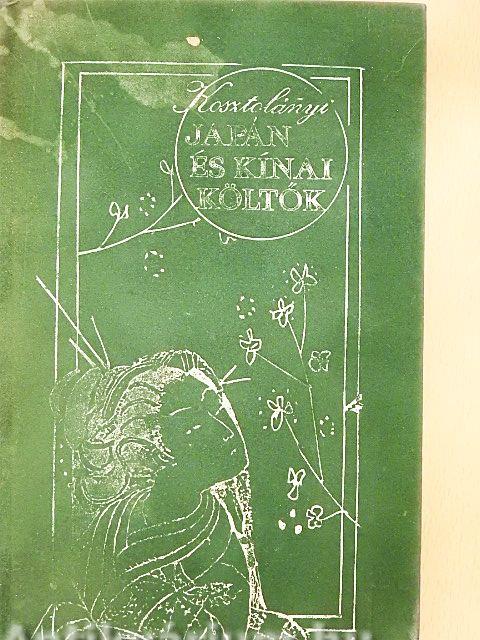 Kosztolányi
JAPÁN
ÉS KÍNAI
KÖLTŐK